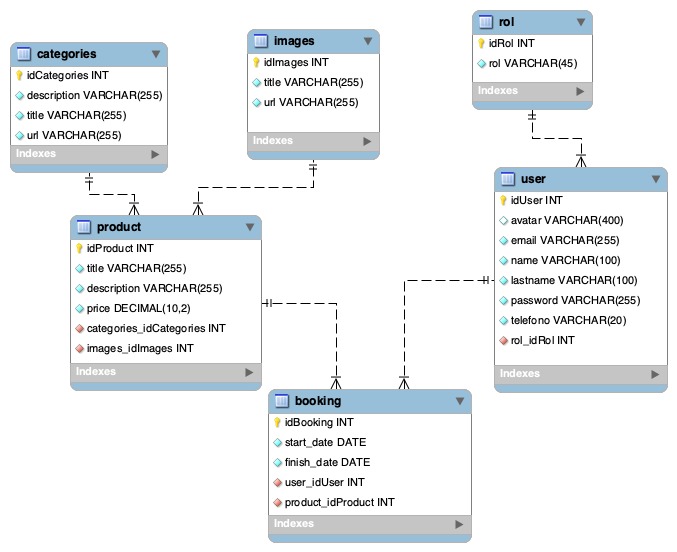 categories
idCategories INT
description VARCHAR(255)
title VARCHAR(255)
url VARCHAR(255)
Indexes
images
idImages INT
title VARCHAR(255)
url VARCHAR(255)
Indexes
rol
idRol INT
rol VARCHAR(45)
Indexes
product
idProduct INT
title VARCHAR(255)
description VARCHAR(255)
price DECIMAL(10,2)
categories_idCategories INT
images_idImages INT
Indexes
user
idUser INT
avatar VARCHAR(400)
email VARCHAR(255)
name VARCHAR(100)
lastname VARCHAR(100)
password VARCHAR(255)
telefono VARCHAR(20)
rol_idRol INT
Indexes
booking
idBooking INT
start_date DATE
finish_date DATE
user_idUser INT
product_idProduct INT
Indexes